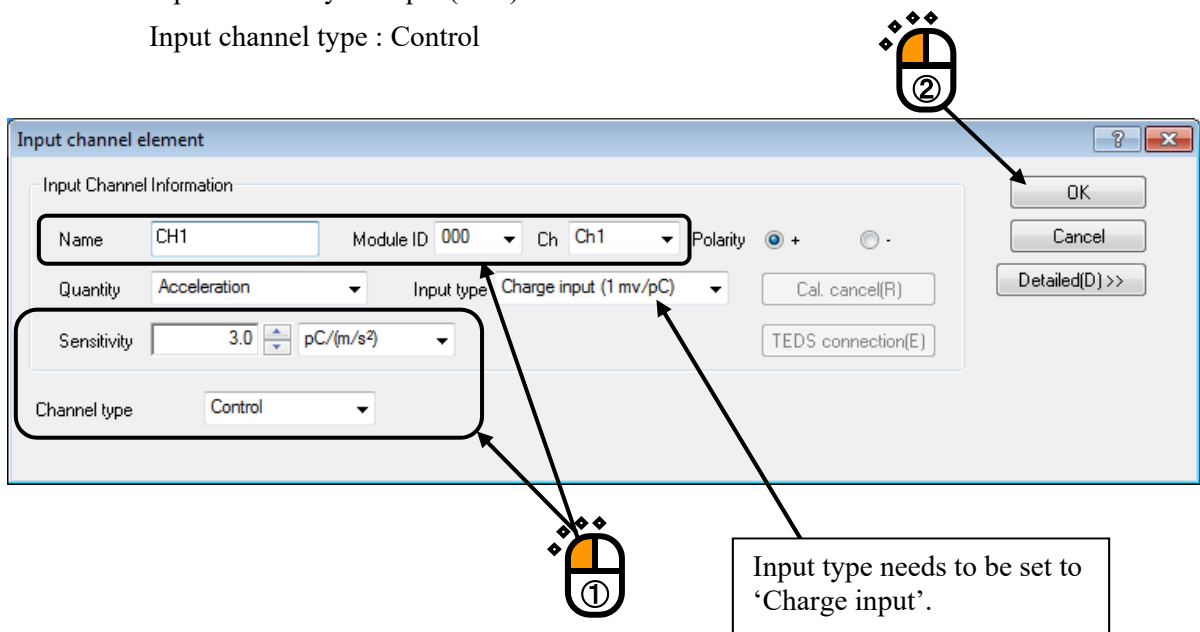 Input channel type : Control
②
Input channel element
Input Channel Information
Name CH1 Module ID 000 Ch Ch1 Polarity + -
OK
Cancel
Quantity Acceleration Input type Charge input (1 mv/pC) Cal. cancel(R) Detailed(D) >>
Sensitivity 3.0 pC/(m/s²) TEDS connection(E)
Channel type Control
①
Input type needs to be set to
‘Charge input’.